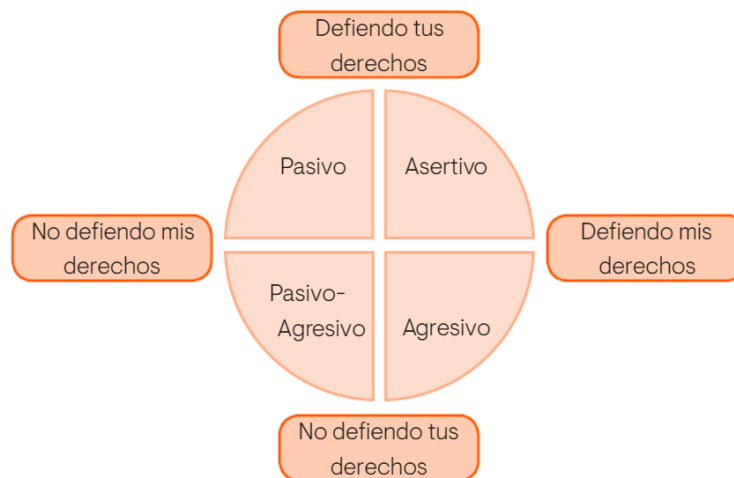 Defiendo tus
derechos
Pasivo
Asertivo
No defiendo mis
derechos
Defiendo mis
derechos
Pasivo-
Agresivo
Agresivo
No defiendo tus
derechos